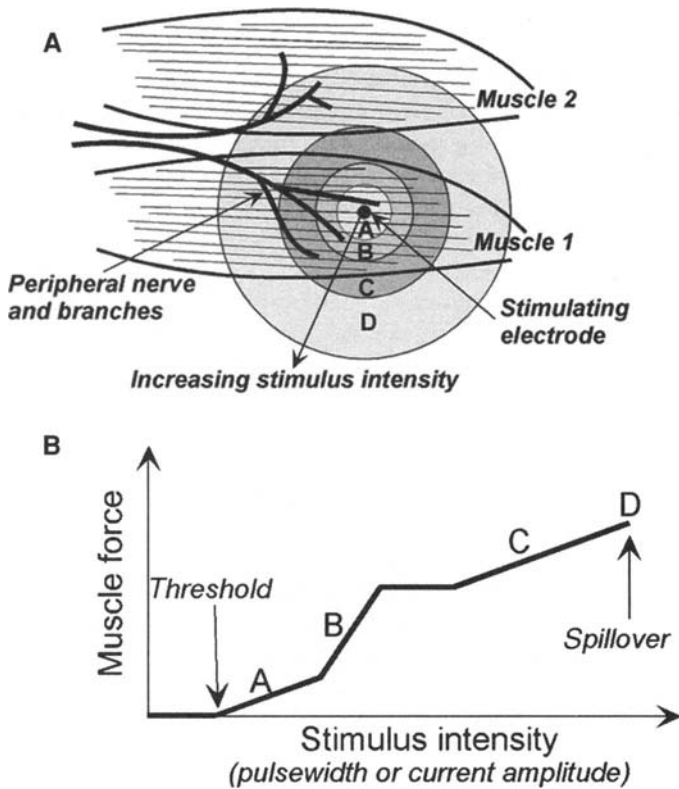 A
Muscle 2
A
B
Muscle 1
Peripheral nerve
and branches
C
Stimulating
electrode
D
Increasing stimulus intensity
B
Muscle force
Threshold
A
B
C
D
Spillover
Stimulus intensity
(pulsewidth or current amplitude)